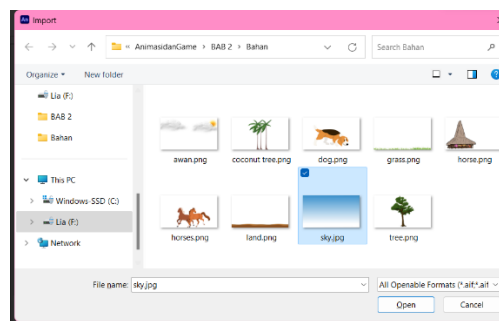 An Import
« AnimasidanGame > BAB 2 > Bahan
Search Bahan
Organize
New folder
Lia (F:)
BAB 2
Bahan
This PC
Windows-SSD (C:)
Lia (F:)
Network
awan.png
coconut tree.png
dog.png
grass.png
horse.png
horses.png
land.png
sky.jpg
tree.png
File name: sky.jpg
All Openable Formats (*.aif;*.aif
Open
Cancel